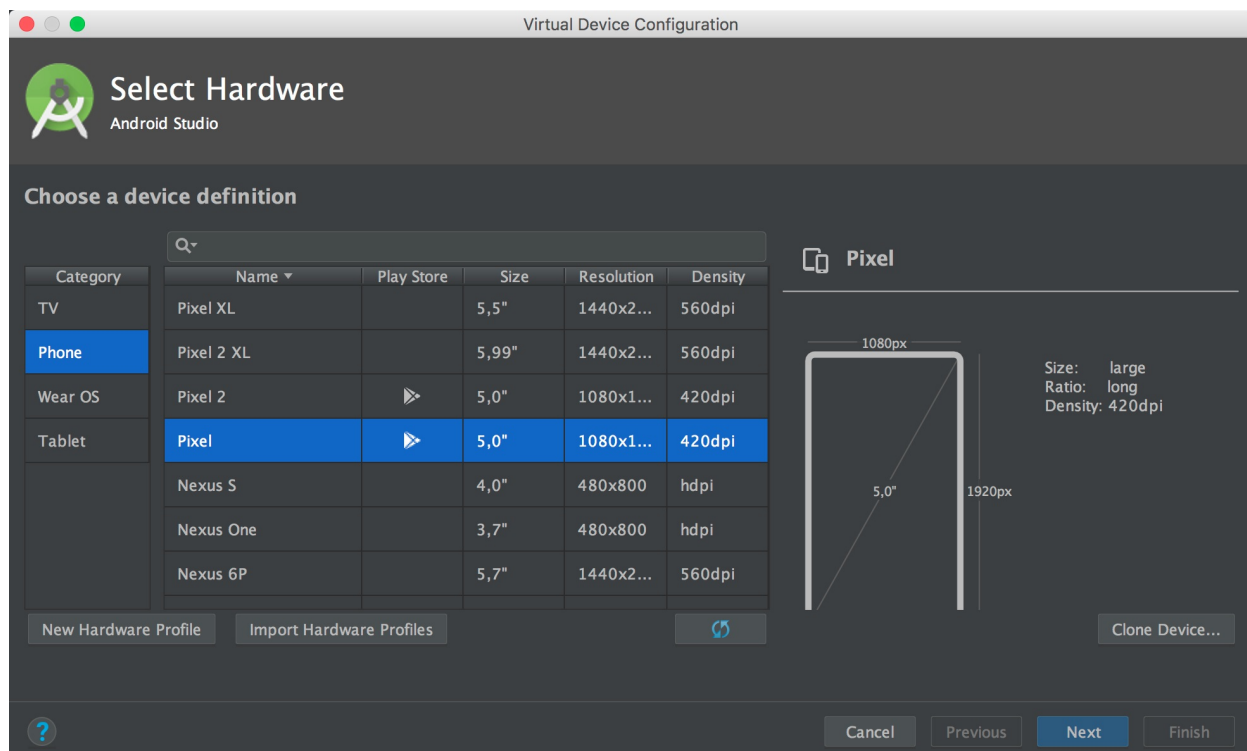 Virtual Device Configuration
Select Hardware
Android Studio
Choose a device definition
Category
TV
Phone
Wear OS
Tablet
Name Play Store Size Resolution Density
Pixel XL 5,5" 1440x2... 560dpi
Pixel 2 XL 5,99" 1440x2... 560dpi
Pixel 2 5,0" 1080x1... 420dpi
Pixel 5,0" 1080x1... 420dpi
Nexus S 4,0" 480x800 hdpi
Nexus One 3,7" 480x800 hdpi
Nexus 6P 5,7" 1440x2... 560dpi
New Hardware Profile Import Hardware Profiles
Pixel
1080px
5,0"
1920px
Size: large
Ratio: long
Density: 420dpi
Clone Device...
? Cancel Previous Next Finish